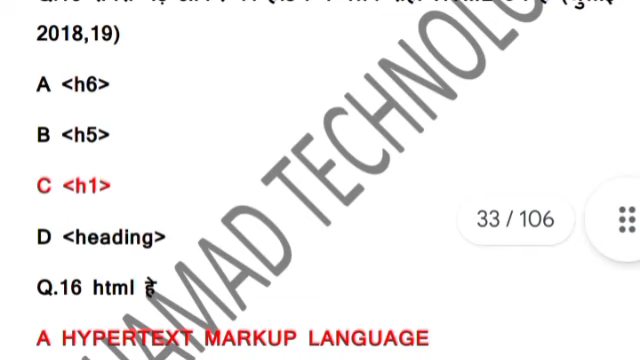 2018,19)
A <h6>
B <h5>
C <h1>
D <heading>
33 / 106
Q.16 html हे
A HYPERTEXT MARKUP LANGUAGE